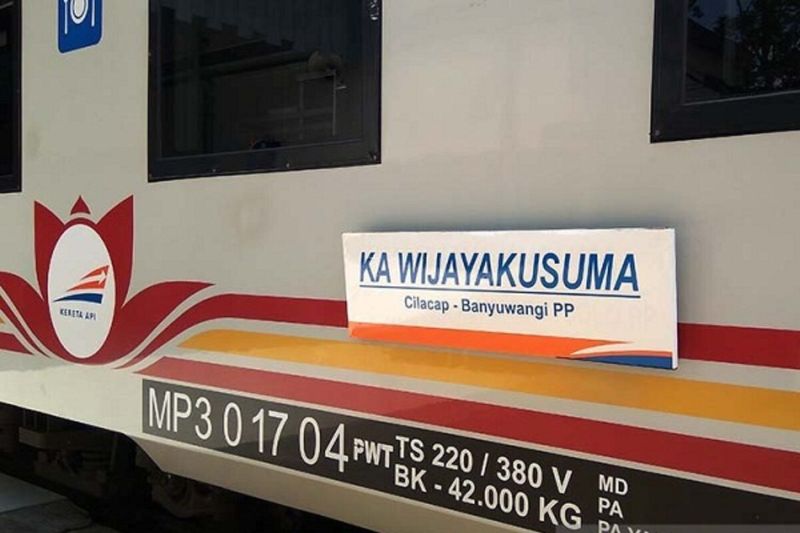 KERETA API
KA WIJAYAKUSUMA
Cilacap - Banyuwangi PP
MP3 0 17 04 PWT
TS 220 / 380 V
BK - 42.000 KG
MD
PA